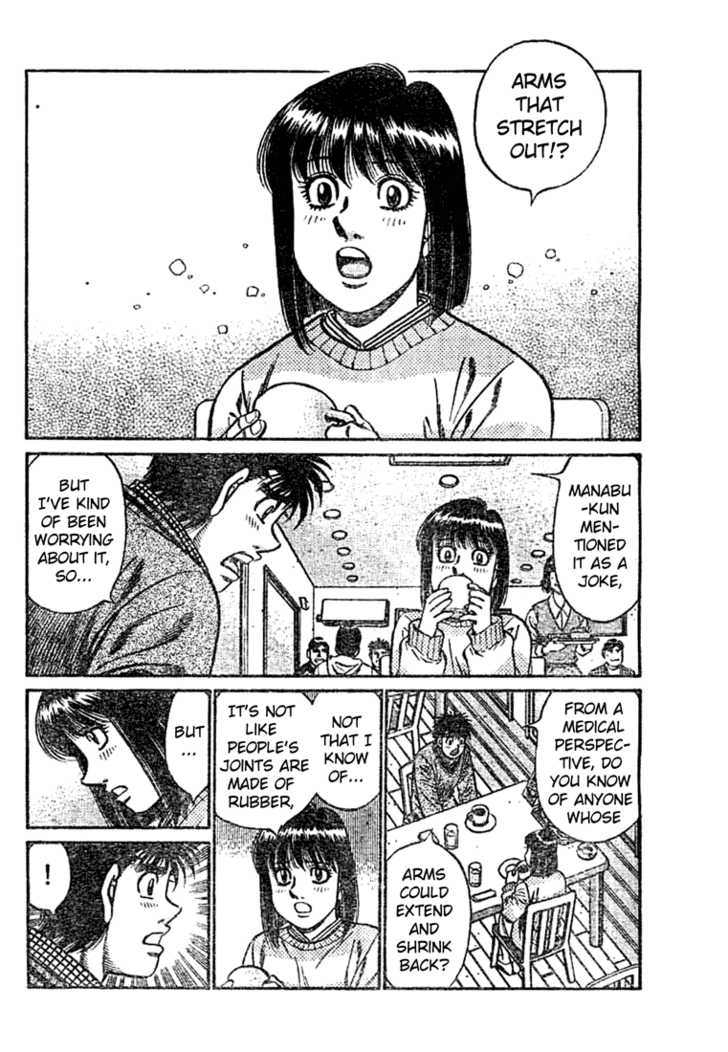 ARMS
THAT
STRETCH
OUT!?
MANABU
-KUN
MEN-
TIONED
IT AS A
JOKE,
BUT
I'VE KIND
OF BEEN
WORRYING
ABOUT IT,
SO...
FROM A
MEDICAL
PERSPEC-
TIVE, DO
YOU KNOW
OF ANYONE
WHOSE
ARMS
COULD
EXTEND
AND
SHRINK
BACK?
NOT
THAT I
KNOW
OF...
IT'S NOT
LIKE
PEOPLE'S
JOINTS ARE
MADE OF
RUBBER,
BUT
...
!